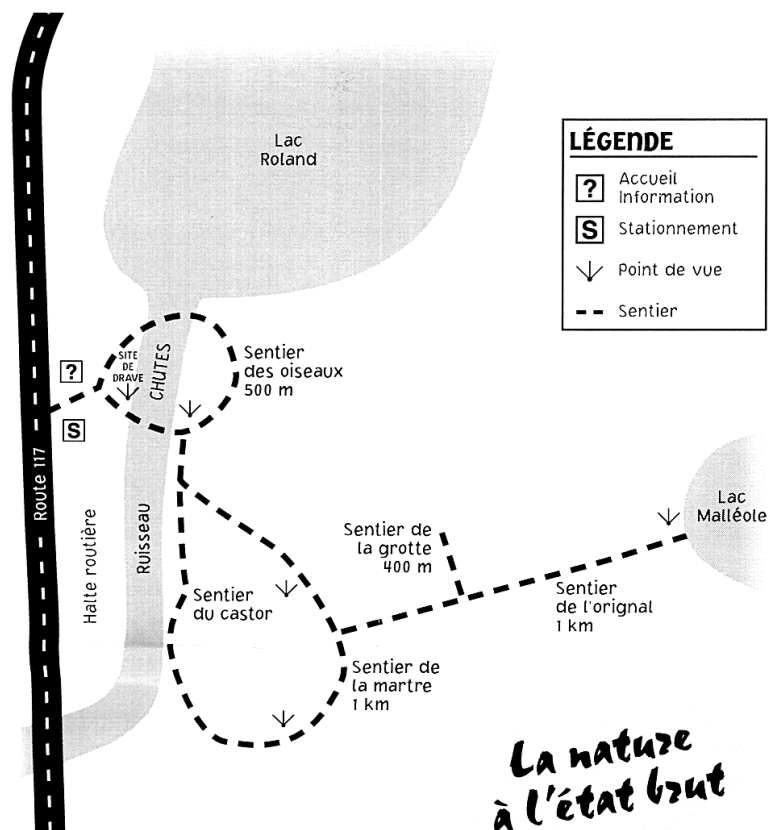 Lac
Roland
LÉGENDE
?
Accueil
Information
S
Stationnement
Point de vue
Sentier
SITE
DE
DRAVE
CHUTES
Sentier
des oiseaux
500 m
?
S
Route 117
Halte routière
Ruisseau
Sentier de
la grotte
400 m
Lac
Malléole
Sentier
du castor
Sentier
de l'orignal
1 km
Sentier de
la martre
1 km
La nature
à l'état brut